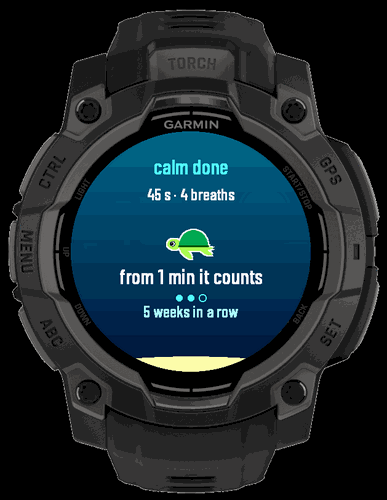 TORCH
GARMIN
CTRL
GPS
LIGHT
START/STOP
calm done
45 s · 4 breaths
MENU
UP
from 1 min it counts
5 weeks in a row
DOWN
BACK
ABC
SET